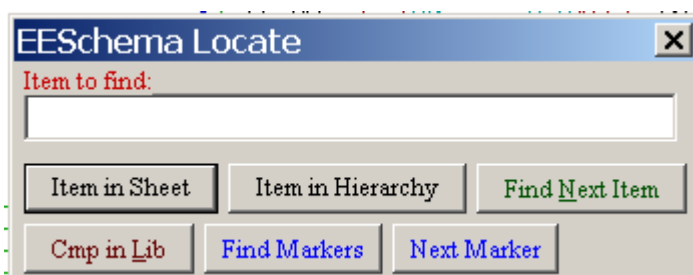 EESchema Locate
Item to find:
Item in Sheet Item in Hierarchy Find Next Item
Cmp in Lib Find Markers Next Marker